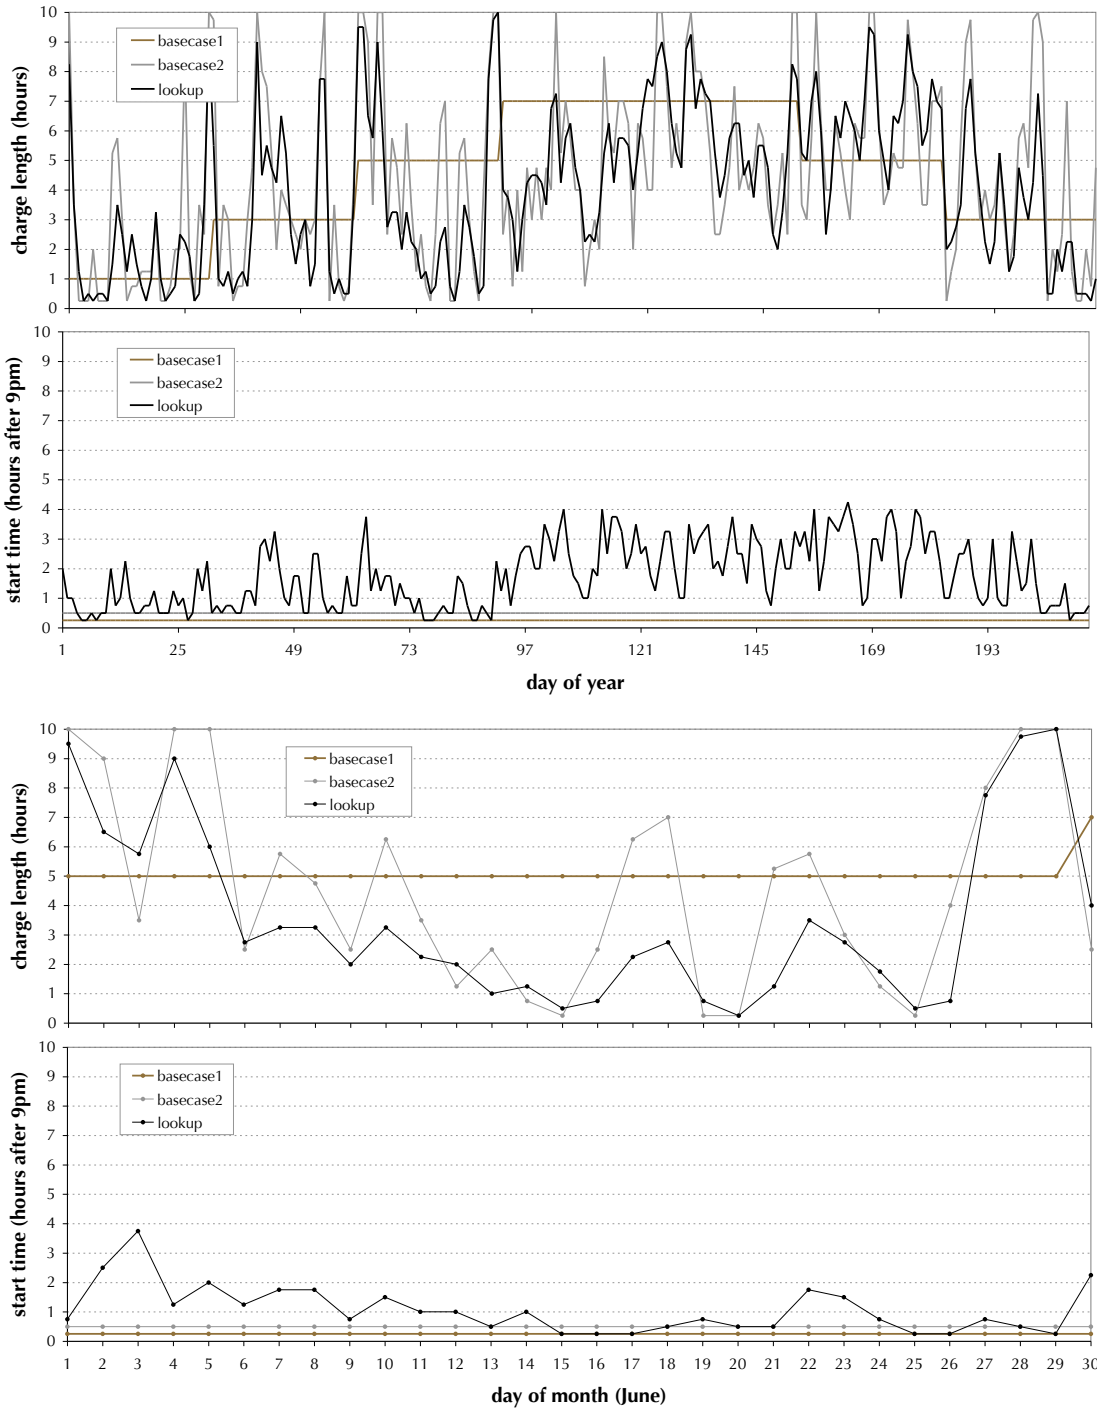 charge length (hours)
10
9
8
7
6
5
4
3
2
1
0
basecase1
basecase2
lookup
start time (hours after 9pm)
10
9
8
7
6
5
4
3
2
1
0
basecase1
basecase2
lookup
1 25 49 73 97 121 145 169 193
day of year
charge length (hours)
10
9
8
7
6
5
4
3
2
1
0
basecase1
basecase2
lookup
start time (hours after 9pm)
10
9
8
7
6
5
4
3
2
1
0
basecase1
basecase2
lookup
1 2 3 4 5 6 7 8 9 10 11 12 13 14 15 16 17 18 19 20 21 22 23 24 25 26 27 28 29 30
day of month (June)